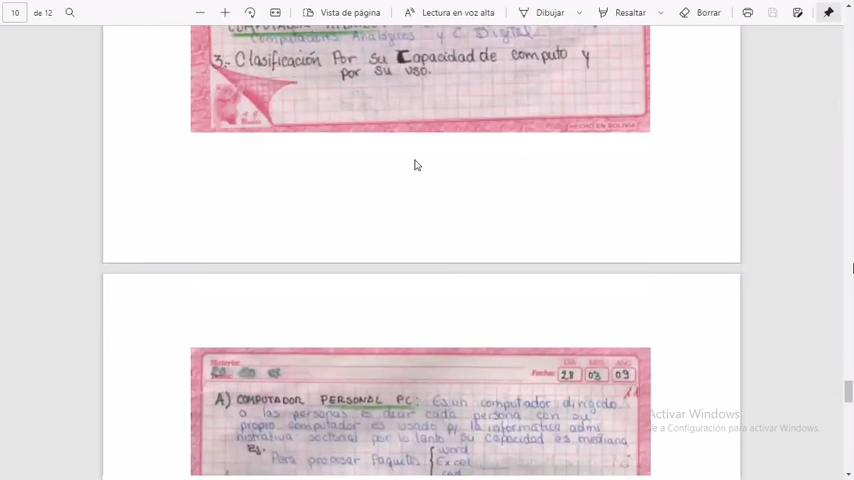 10 de 12 Vista de página Lectura en voz alta Dibujar Resaltar Borrar
Computadores Analógicos y C Digital
3.- Clasificación Por su Capacidad de computo y
por su uso.
HECHO EN BOLIVIA
Materia:
DIA MES AÑO
Fecha: 28 03 09
A) COMPUTADOR PERSONAL PC: Es un computador dirigido
a las personas es decir cada persona con su
propio computador es usado p/ la informática admi
nistrativa sectorial por lo tanto su capacidad es mediana
Ej. word
Para procesar Paquetes Excel
Activar Windows
Ve a Configuración para activar Windows.